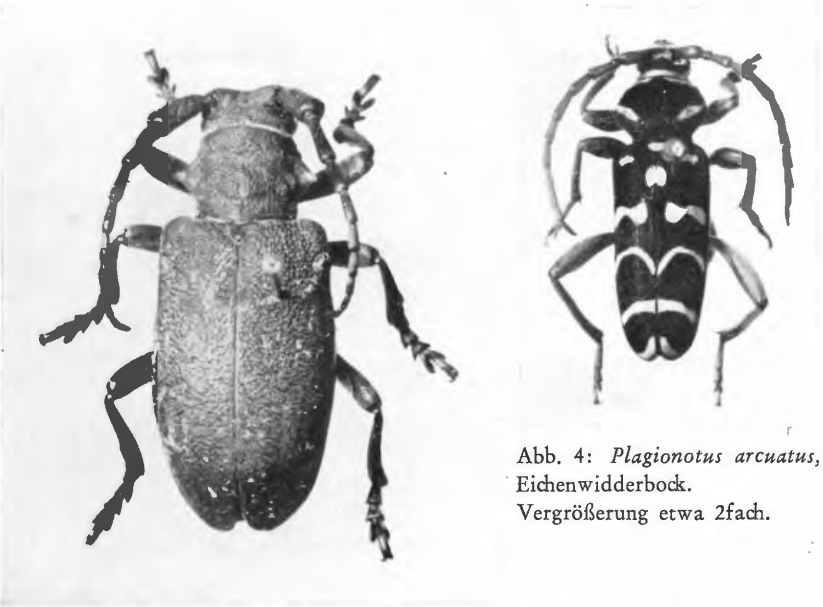 Abb. 4: Plagionotus arcuatus,
Eichenwidderbock.
Vergrößerung etwa 2fach.